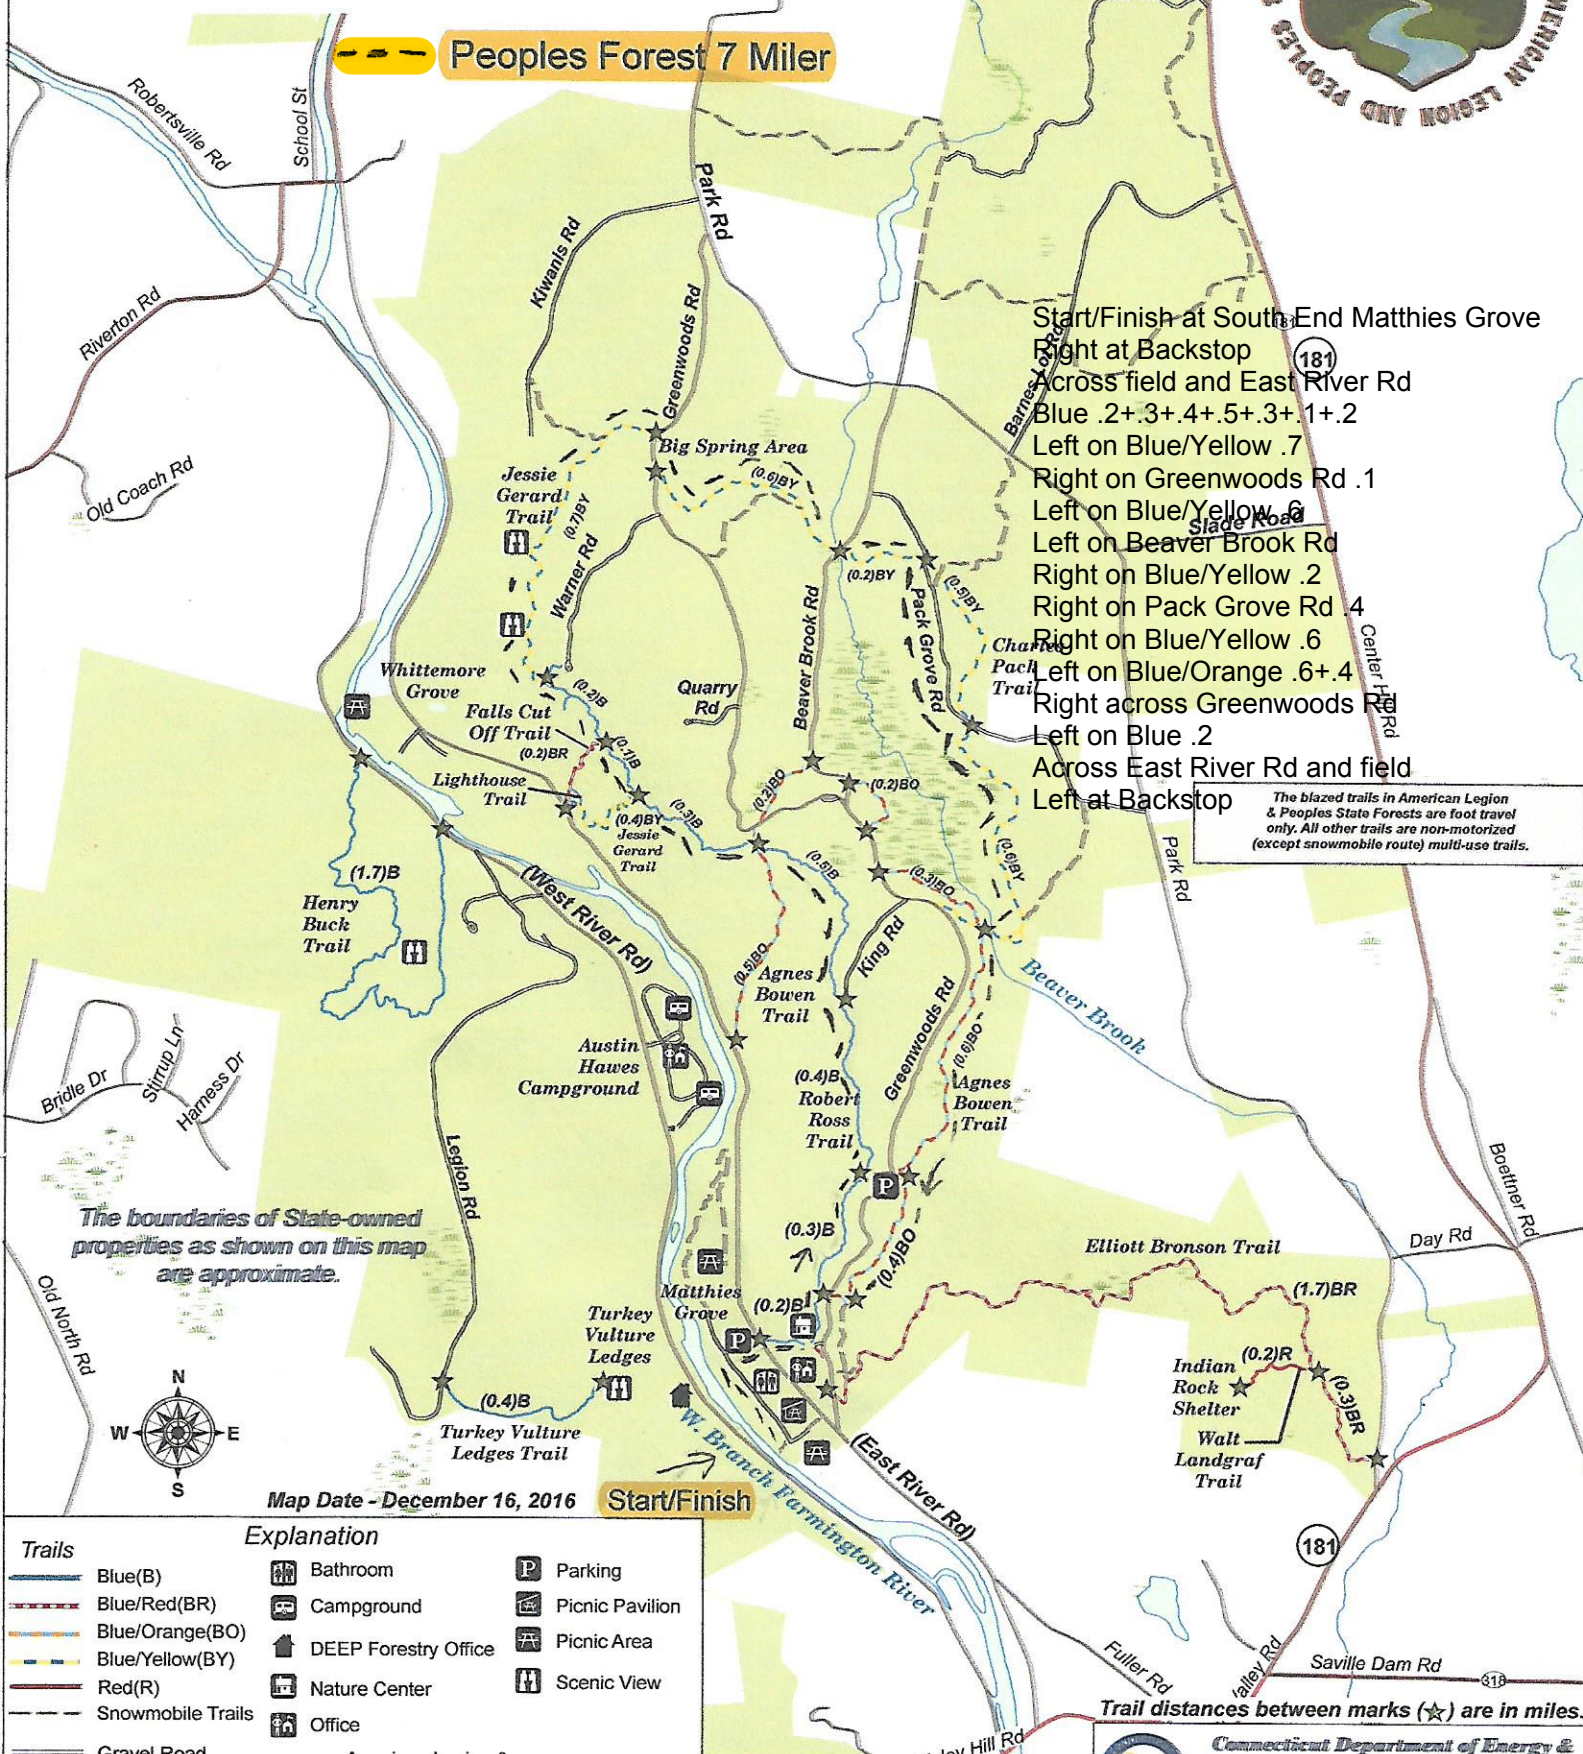 Peoples Forest 7 Miler
AMERICAN LEGION AND PEOPLES
Robertsville Rd
School St
Park Rd
Kiwanis Rd
Greenwoods Rd
Riverton Rd
Old Coach Rd
Barnes Lot Rd
181
181
Start/Finish at South End Matthies Grove
Right at Backstop
Across field and East River Rd
Blue .2+.3+.4+.5+.3+.1+.2
Left on Blue/Yellow .7
Right on Greenwoods Rd .1
Left on Blue/Yellow .6
Left on Beaver Brook Rd
Right on Blue/Yellow .2
Right on Pack Grove Rd .4
Right on Blue/Yellow .6
Left on Blue/Orange .6+.4
Right across Greenwoods Rd
Left on Blue .2
Across East River Rd and field
Left at Backstop
Slade Road
Center Hill Rd
Big Spring Area
(0.6)BY
Jessie
Gerard
Trail
(0.7)BY
Warner Rd
(0.2)BY
(0.5)BY
Pack Grove Rd
Beaver Brook Rd
Charles
Pack
Trail
Whittemore
Grove
(0.2)B
Quarry
Rd
Falls Cut
Off Trail
(0.2)BR
(0.1)B
Lighthouse
Trail
(0.4)BY
Jessie
Gerard
Trail
(0.3)B
(0.2)BO
(0.2)BO
The blazed trails in American Legion
& Peoples State Forests are foot travel
only. All other trails are non-motorized
(except snowmobile route) multi-use trails.
Park Rd
(0.6)BY
(0.5)B
(0.3)BO
(1.7)B
Henry
Buck
Trail
(West River Rd)
King Rd
(0.5)BO
Agnes
Bowen
Trail
Beaver Brook
Greenwoods Rd
(0.6)BO
Austin
Hawes
Campground
(0.4)B
Robert
Ross
Trail
Agnes
Bowen
Trail
Bridle Dr
Stirrup Ln
Harness Dr
Legion Rd
P
Boettner Rd
The boundaries of State-owned
properties as shown on this map
are approximate.
(0.3)B
(0.4)BO
Elliott Bronson Trail
Day Rd
(1.7)BR
Old North Rd
Matthies
Grove
(0.2)B
P
Turkey
Vulture
Ledges
Indian
Rock
Shelter
(0.2)R
(0.3)BR
Walt
Landgraf
Trail
N
W
E
S
(0.4)B
Turkey Vulture
Ledges Trail
W. Branch Farmington River
(East River Rd)
Map Date - December 16, 2016
Start/Finish
181
Explanation
Trails
Blue(B)
Blue/Red(BR)
Blue/Orange(BO)
Blue/Yellow(BY)
Red(R)
Snowmobile Trails
Gravel Road
Bathroom
Campground
DEEP Forestry Office
Nature Center
Office
P
Parking
Picnic Pavilion
Picnic Area
Scenic View
Fuller Rd
Saville Dam Rd
318
Hill Rd
Trail distances between marks (☆) are in miles.
Connecticut Department of Energy &